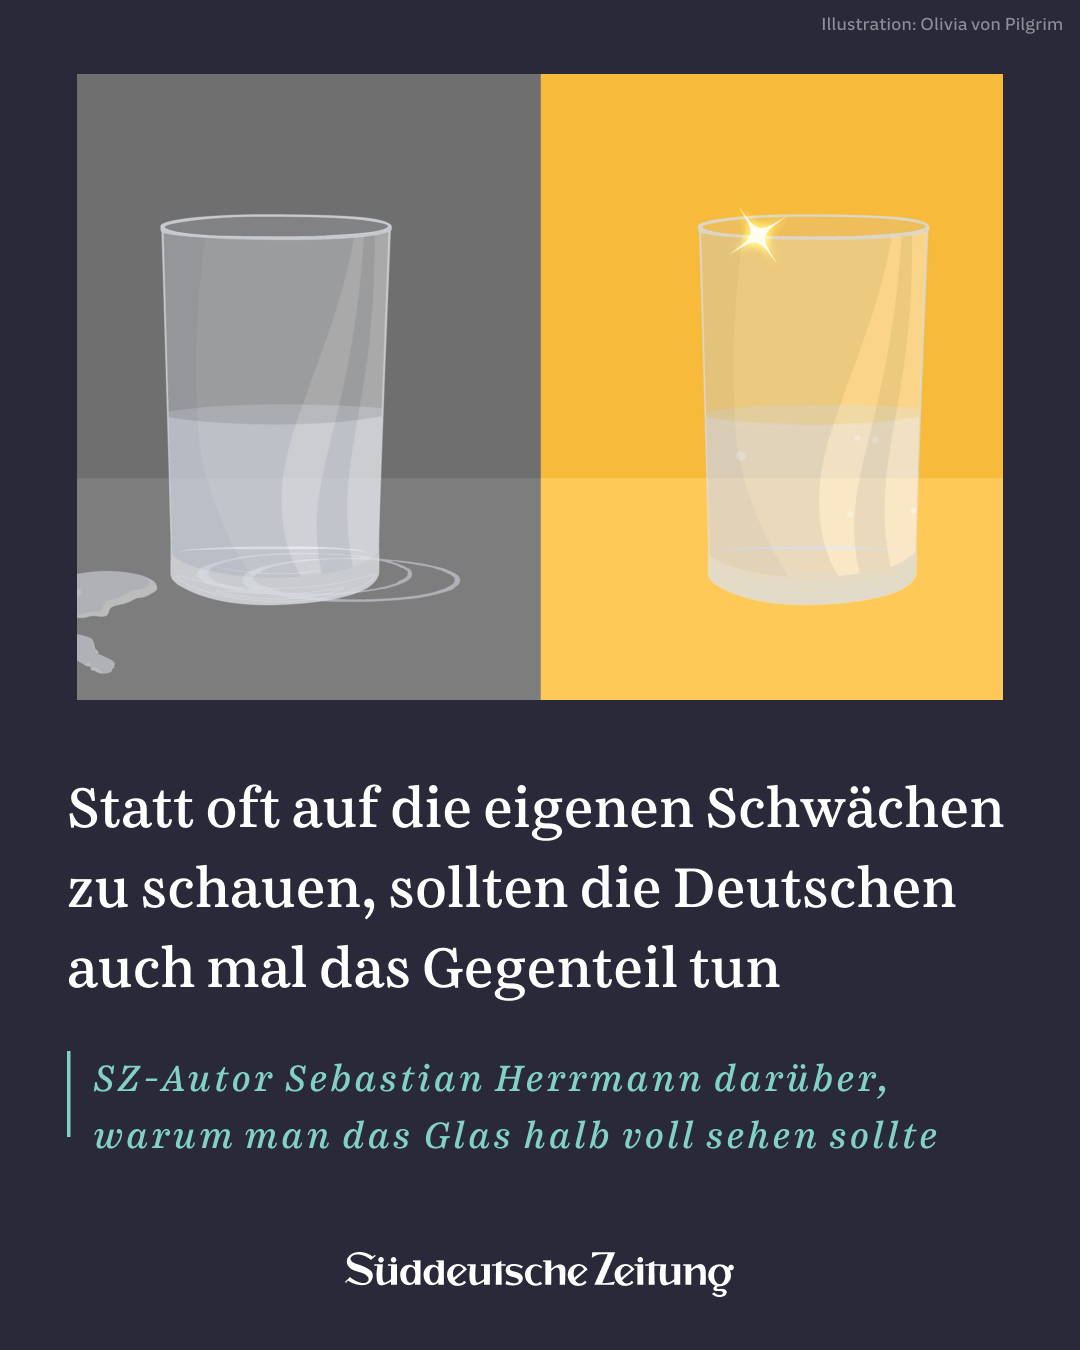 Illustration: Olivia von Pilgrim
Statt oft auf die eigenen Schwächen
zu schauen, sollten die Deutschen
auch mal das Gegenteil tun
SZ-Autor Sebastian Herrmann darüber,
warum man das Glas halb voll sehen sollte
Süddeutsche Zeitung